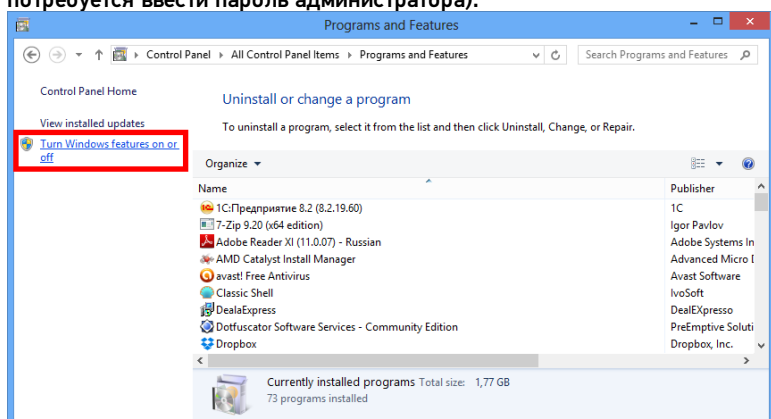 потребуется ввести пароль администратора).
Programs and Features
Control Panel ▸ All Control Panel Items ▸ Programs and Features
Search Programs and Features
Control Panel Home
View installed updates
Turn Windows features on or
off
Uninstall or change a program
To uninstall a program, select it from the list and then click Uninstall, Change, or Repair.
Organize
Name Publisher
1С:Предприятие 8.2 (8.2.19.60) 1C
7-Zip 9.20 (x64 edition) Igor Pavlov
Adobe Reader XI (11.0.07) - Russian Adobe Systems In
AMD Catalyst Install Manager Advanced Micro
avast! Free Antivirus Avast Software
Classic Shell IvoSoft
DealaExpress DealEXpresso
Dotfuscator Software Services - Community Edition PreEmptive Soluti
Dropbox Dropbox, Inc.
Currently installed programs Total size: 1,77 GB
73 programs installed